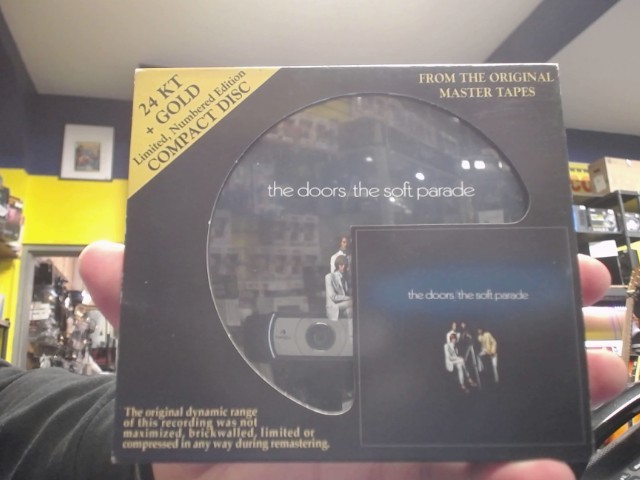 24 KT
+ GOLD
Limited, Numbered Edition
COMPACT DISC
FROM THE ORIGINAL
MASTER TAPES
the doors the soft parade
the doors/the soft parade
The original dynamic range
of this recording was not
maximized, brickwalled, limited or
compressed in any way during remastering.